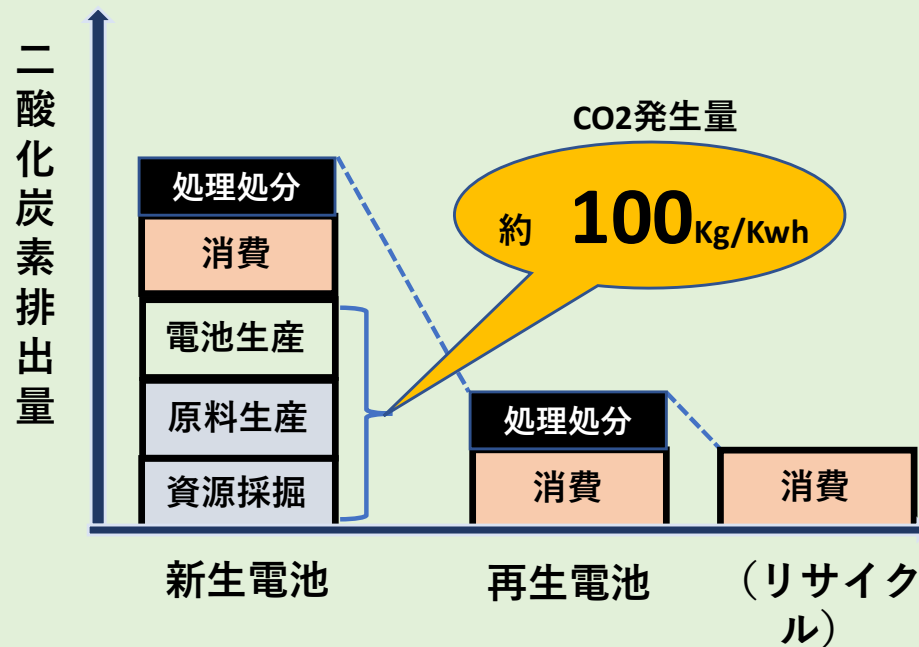 二酸化炭素排出量
CO2発生量
約 100Kg/Kwh
処理処分
消費
電池生産
原料生産
資源採掘
処理処分
消費
消費
新生電池
再生電池
（リサイク
ル）